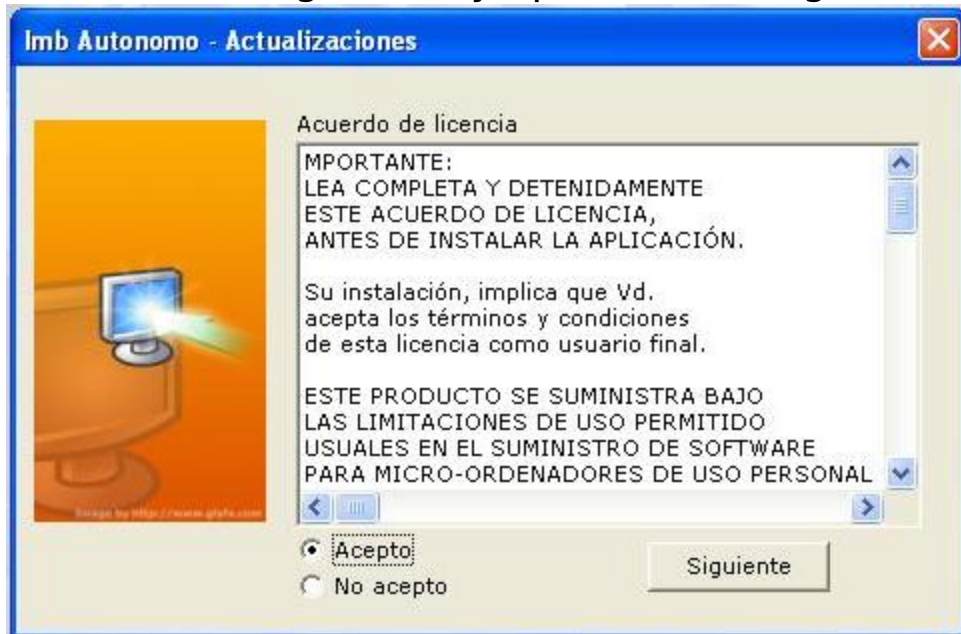 Imb Autonomo - Actualizaciones
Acuerdo de licencia
MPORTANTE:
LEA COMPLETA Y DETENIDAMENTE
ESTE ACUERDO DE LICENCIA,
ANTES DE INSTALAR LA APLICACIÓN.
Su instalación, implica que Vd.
acepta los términos y condiciones
de esta licencia como usuario final.
ESTE PRODUCTO SE SUMINISTRA BAJO
LAS LIMITACIONES DE USO PERMITIDO
USUALES EN EL SUMINISTRO DE SOFTWARE
PARA MICRO-ORDENADORES DE USO PERSONAL
Acepto
No acepto
Siguiente